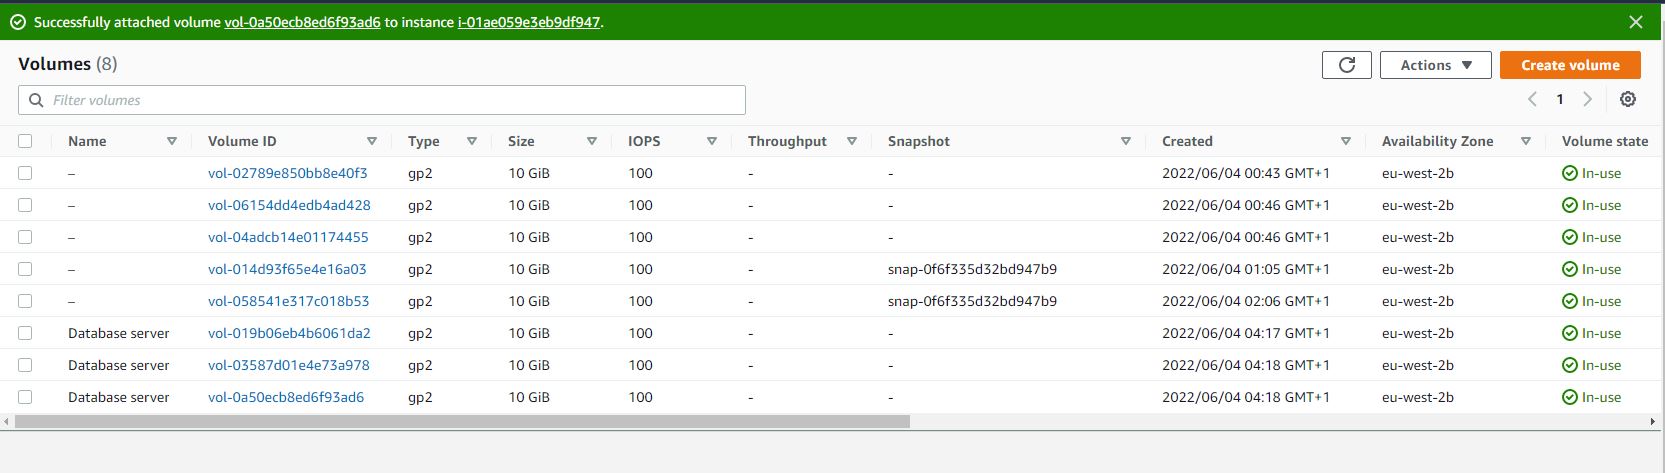 Successfully attached volume vol-0a50ecb8ed6f93ad6 to instance i-01ae059e3eb9df947.
Volumes (8)
Actions
Create volume
Filter volumes
1
Name Volume ID Type Size IOPS Throughput Snapshot Created Availability Zone Volume state
– vol-02789e850bb8e40f3 gp2 10 GiB 100 - - 2022/06/04 00:43 GMT+1 eu-west-2b In-use
– vol-06154dd4edb4ad428 gp2 10 GiB 100 - - 2022/06/04 00:46 GMT+1 eu-west-2b In-use
– vol-04adcb14e01174455 gp2 10 GiB 100 - - 2022/06/04 00:46 GMT+1 eu-west-2b In-use
– vol-014d93f65e4e16a03 gp2 10 GiB 100 - snap-0f6f335d32bd947b9 2022/06/04 01:05 GMT+1 eu-west-2b In-use
– vol-058541e317c018b53 gp2 10 GiB 100 - snap-0f6f335d32bd947b9 2022/06/04 02:06 GMT+1 eu-west-2b In-use
Database server vol-019b06eb4b6061da2 gp2 10 GiB 100 - - 2022/06/04 04:17 GMT+1 eu-west-2b In-use
Database server vol-03587d01e4e73a978 gp2 10 GiB 100 - - 2022/06/04 04:18 GMT+1 eu-west-2b In-use
Database server vol-0a50ecb8ed6f93ad6 gp2 10 GiB 100 - - 2022/06/04 04:18 GMT+1 eu-west-2b In-use